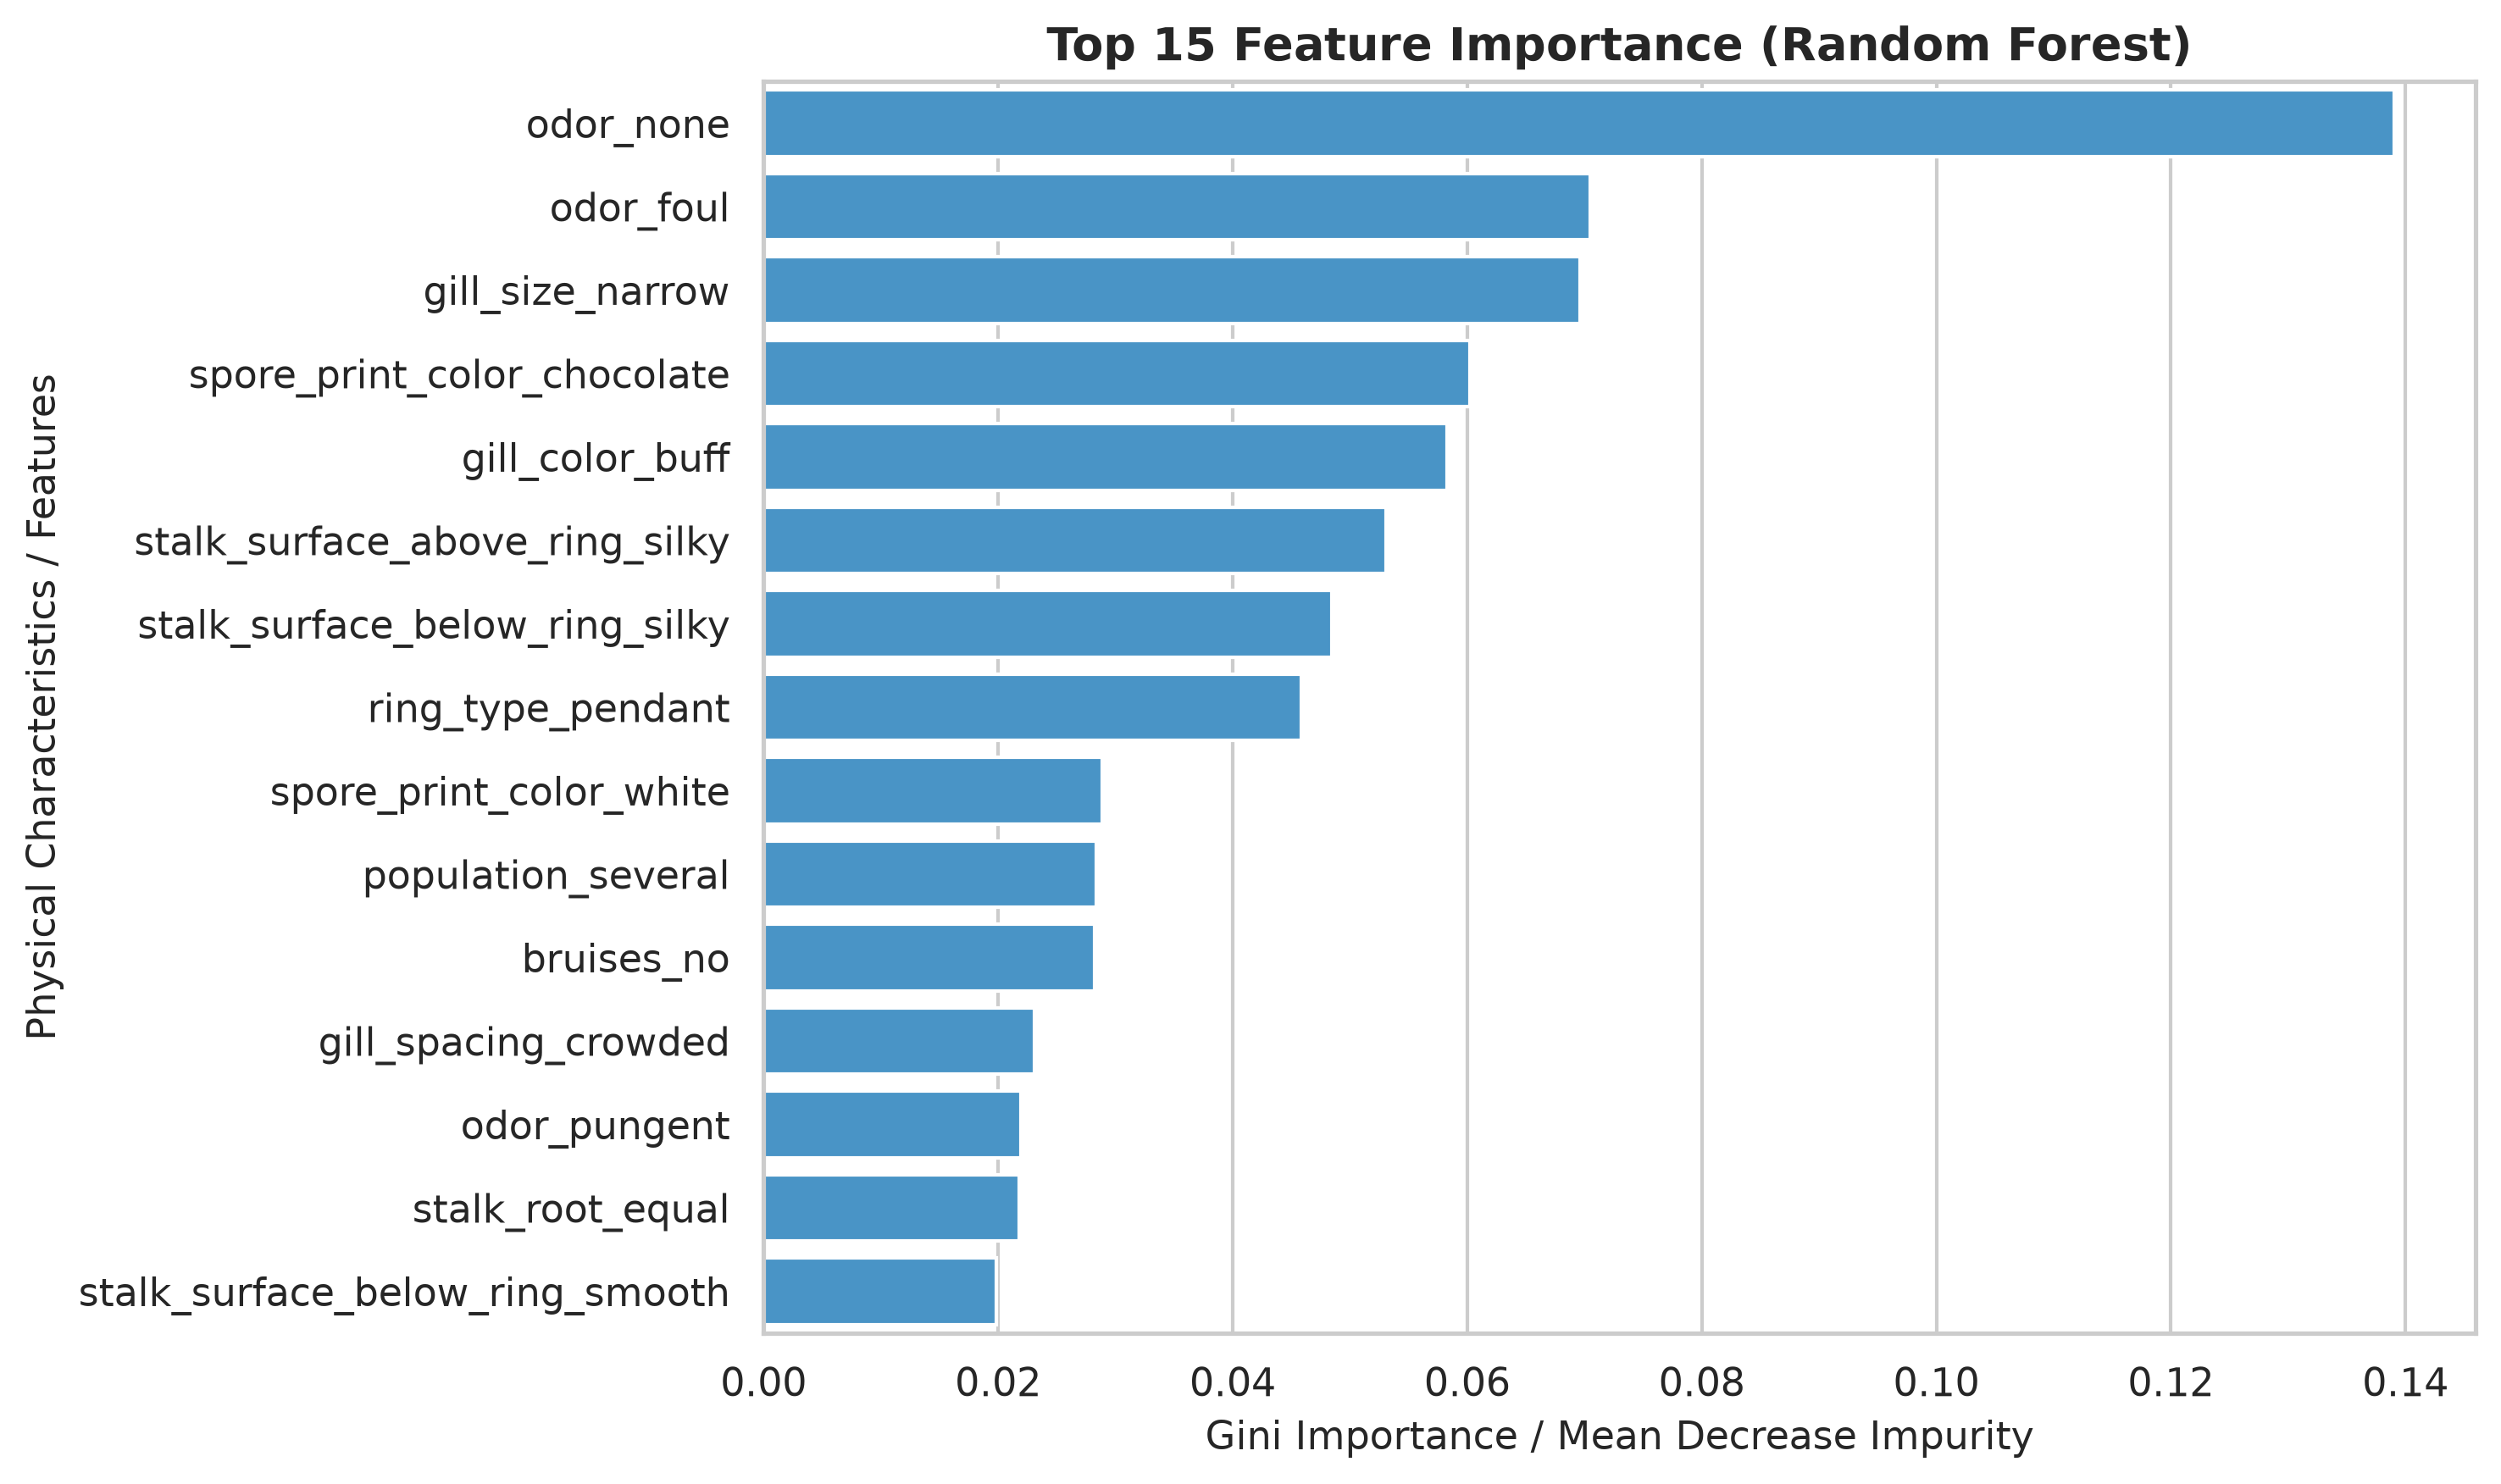 Top 15 Feature Importance (Random Forest)
Physical Characteristics / Features
odor_none
odor_foul
gill_size_narrow
spore_print_color_chocolate
gill_color_buff
stalk_surface_above_ring_silky
stalk_surface_below_ring_silky
ring_type_pendant
spore_print_color_white
population_several
bruises_no
gill_spacing_crowded
odor_pungent
stalk_root_equal
stalk_surface_below_ring_smooth
0.00 0.02 0.04 0.06 0.08 0.10 0.12 0.14
Gini Importance / Mean Decrease Impurity